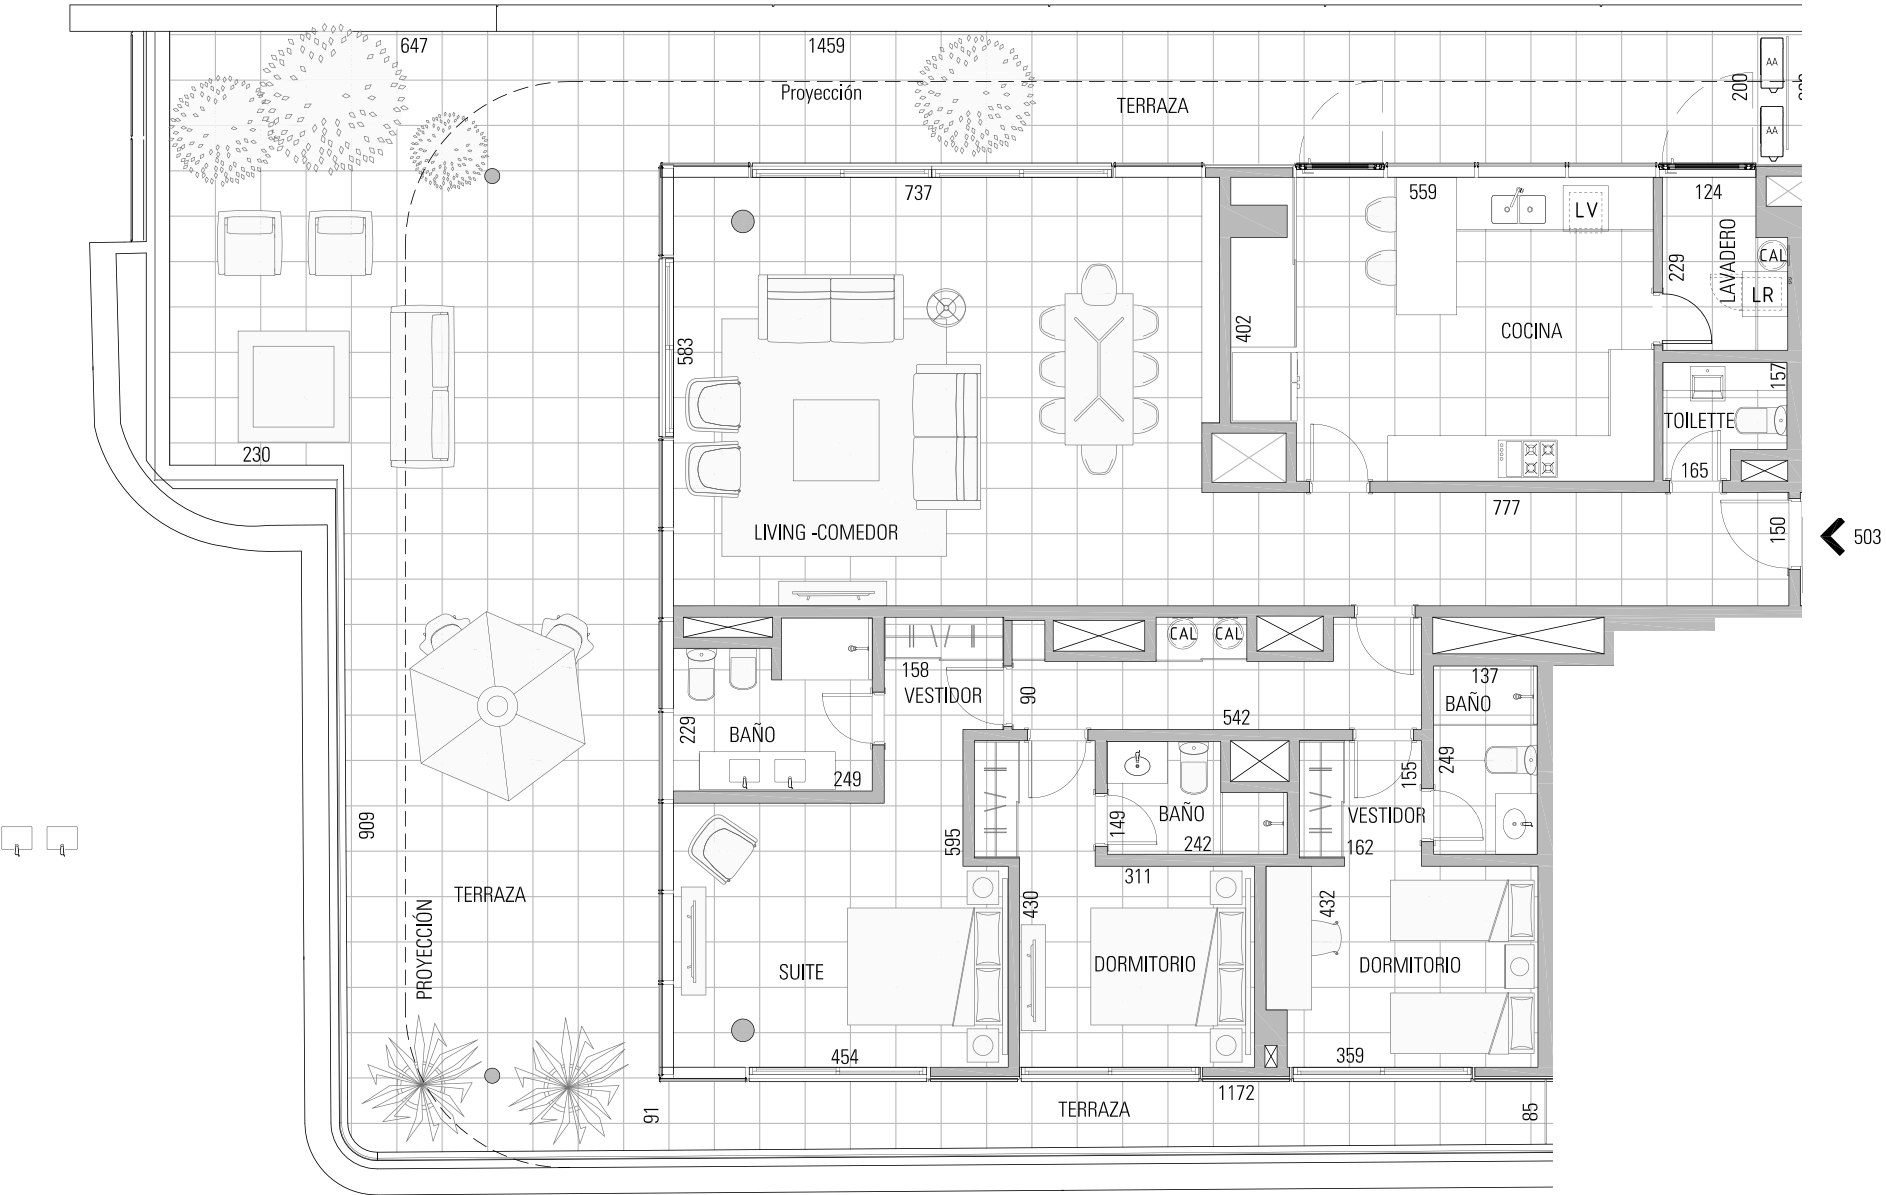 647
1459
Proyección
TERRAZA
200
AA
AA
737
559
LV
124
LAVADERO
229
CAL
LR
583
402
COCINA
157
TOILETTE
165
230
LIVING -COMEDOR
777
150
503
CAL
CAL
158
VESTIDOR
90
137
BAÑO
229
BAÑO
542
249
249
155
909
595
149
BAÑO
242
VESTIDOR
162
311
TERRAZA
430
432
PROYECCIÓN
SUITE
DORMITORIO
DORMITORIO
454
359
1172
91
TERRAZA
85